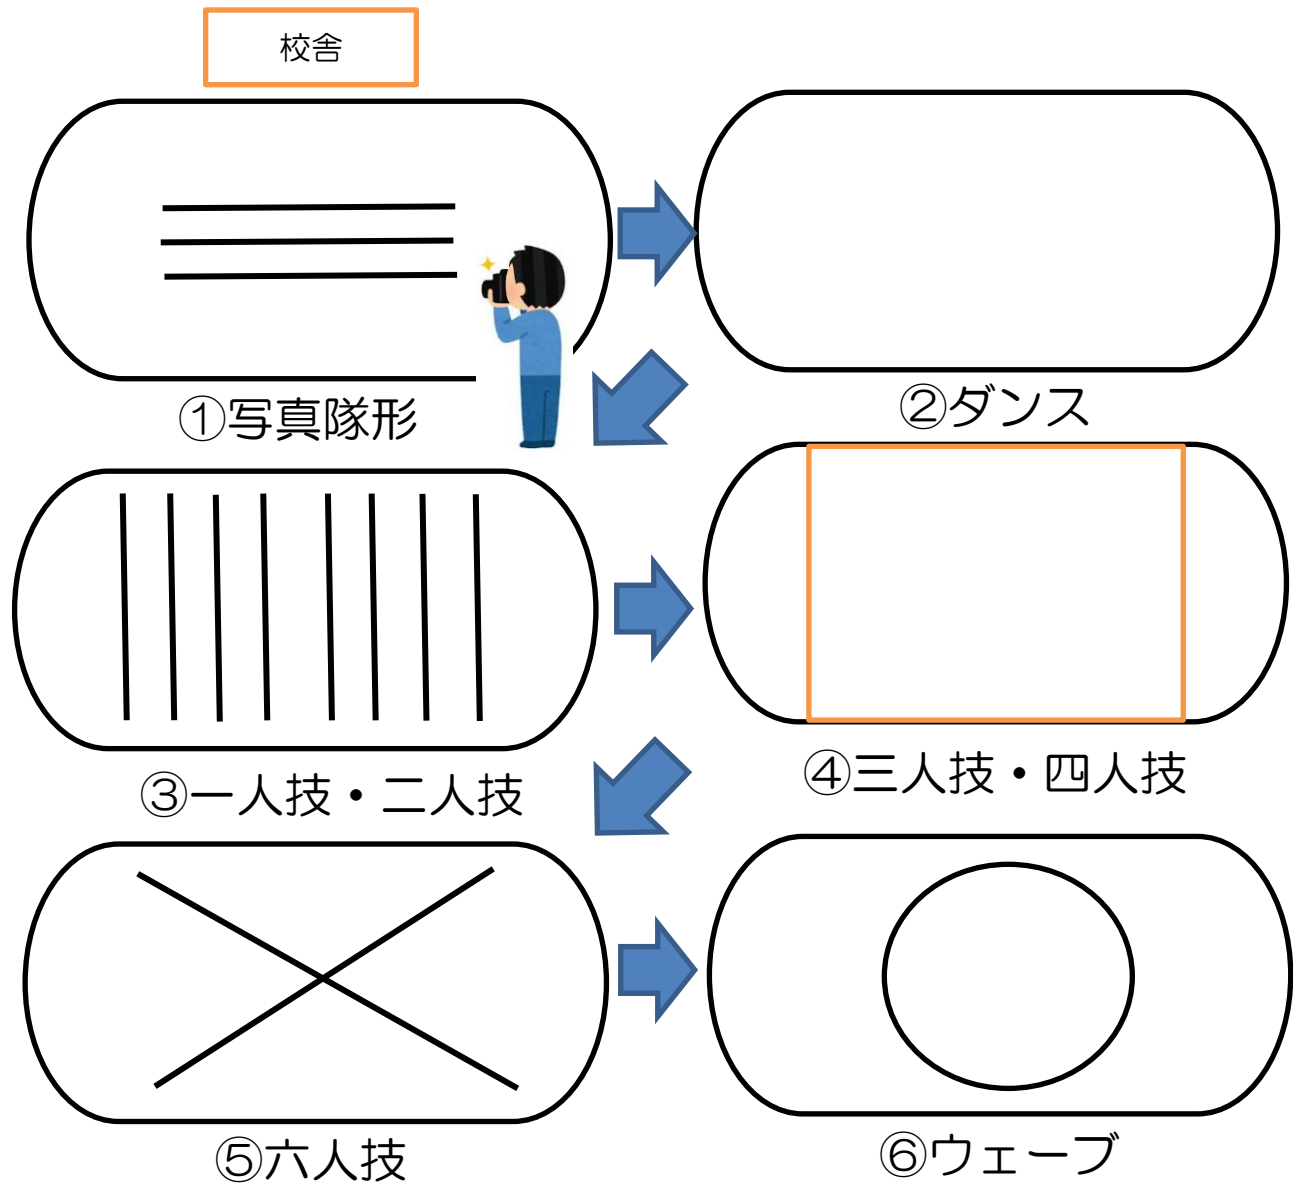 校舎
①写真隊形
②ダンス
③一人技・二人技
④三人技・四人技
⑤六人技
⑥ウェーブ